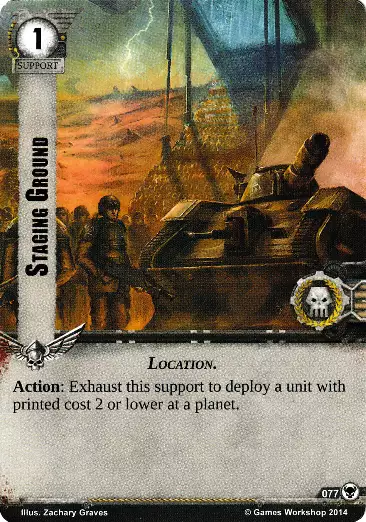 1
SUPPORT
STAGING GROUND
LOCATION.
Action: Exhaust this support to deploy a unit with
printed cost 2 or lower at a planet.
077
Illus. Zachary Graves
© Games Workshop 2014